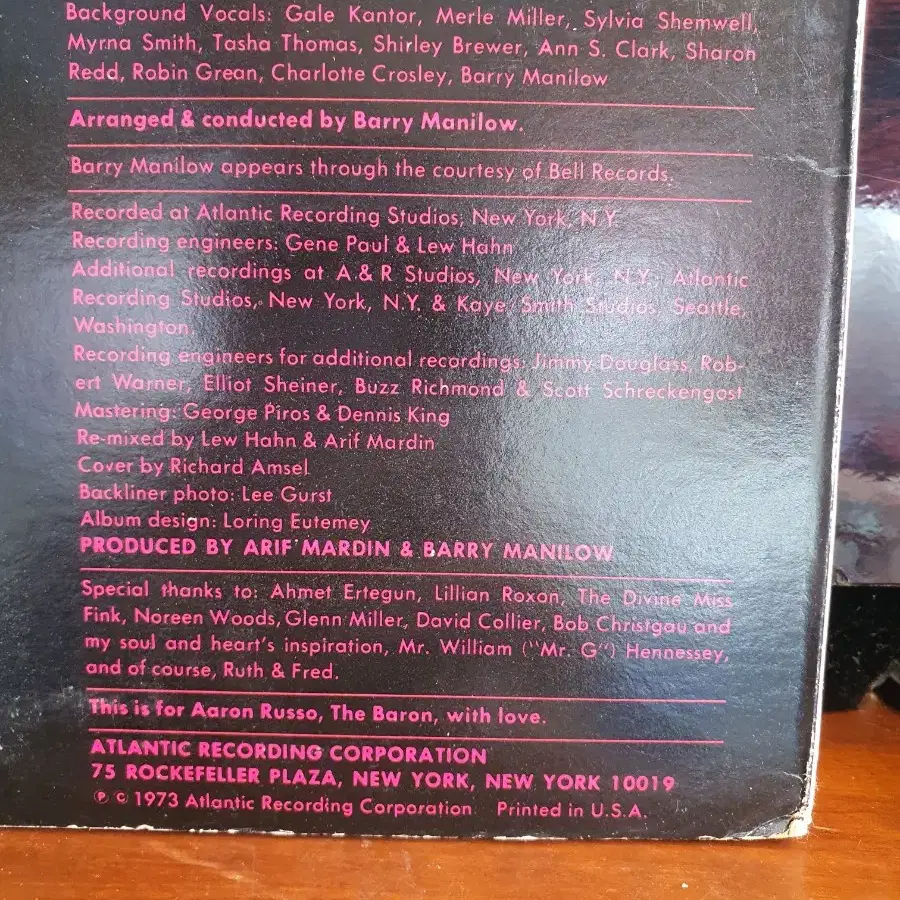 Background Vocals: Gale Kantor, Merle Miller, Sylvia Shemwell,
Myrna Smith, Tasha Thomas, Shirley Brewer, Ann S. Clark, Sharon
Redd, Robin Grean, Charlotte Crosley, Barry Manilow
Arranged & conducted by Barry Manilow.
Barry Manilow appears through the courtesy of Bell Records.
Recorded at Atlantic Recording Studios, New York, N.Y.
Recording engineers: Gene Paul & Lew Hahn
Additional recordings at A & R Studios, New York, N.Y., Atlantic
Recording Studios, New York, N.Y. & Kaye Smith Studios, Seattle,
Washington.
Recording engineers for additional recordings: Jimmy Douglass, Rob-
ert Warner, Elliot Sheiner, Buzz Richmond & Scott Schreckengost
Mastering: George Piros & Dennis King
Re-mixed by Lew Hahn & Arif Mardin
Cover by Richard Amsel
Backliner photo: Lee Gurst
Album design: Loring Eutemey
PRODUCED BY ARIF MARDIN & BARRY MANILOW
Special thanks to: Ahmet Ertegun, Lillian Roxon, The Divine Miss
Fink, Noreen Woods, Glenn Miller, David Collier, Bob Christgau and
my soul and heart's inspiration, Mr. William ("Mr. G") Hennessey,
and of course, Ruth & Fred.
This is for Aaron Russo, The Baron, with love.
ATLANTIC RECORDING CORPORATION
75 ROCKEFELLER PLAZA, NEW YORK, NEW YORK 10019
℗ © 1973 Atlantic Recording Corporation Printed in U.S.A.